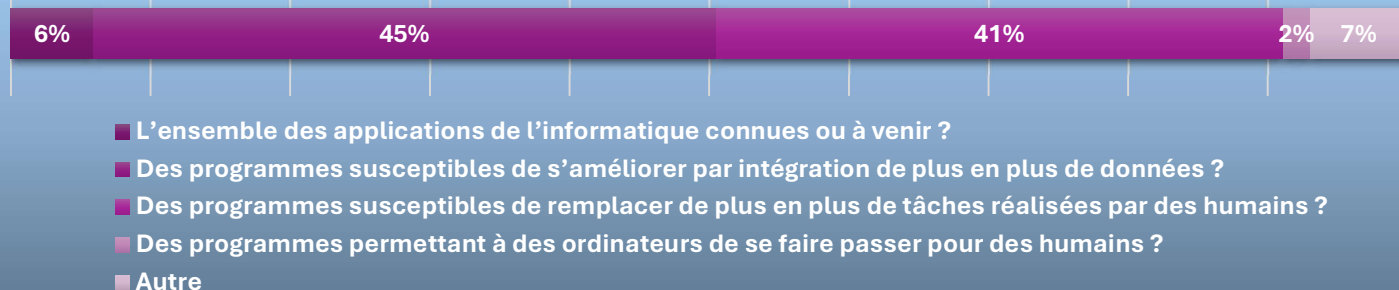 6% 45% 41% 2% 7%
L’ensemble des applications de l’informatique connues ou à venir ?
Des programmes susceptibles de s’améliorer par intégration de plus en plus de données ?
Des programmes susceptibles de remplacer de plus en plus de tâches réalisées par des humains ?
Des programmes permettant à des ordinateurs de se faire passer pour des humains ?
Autre